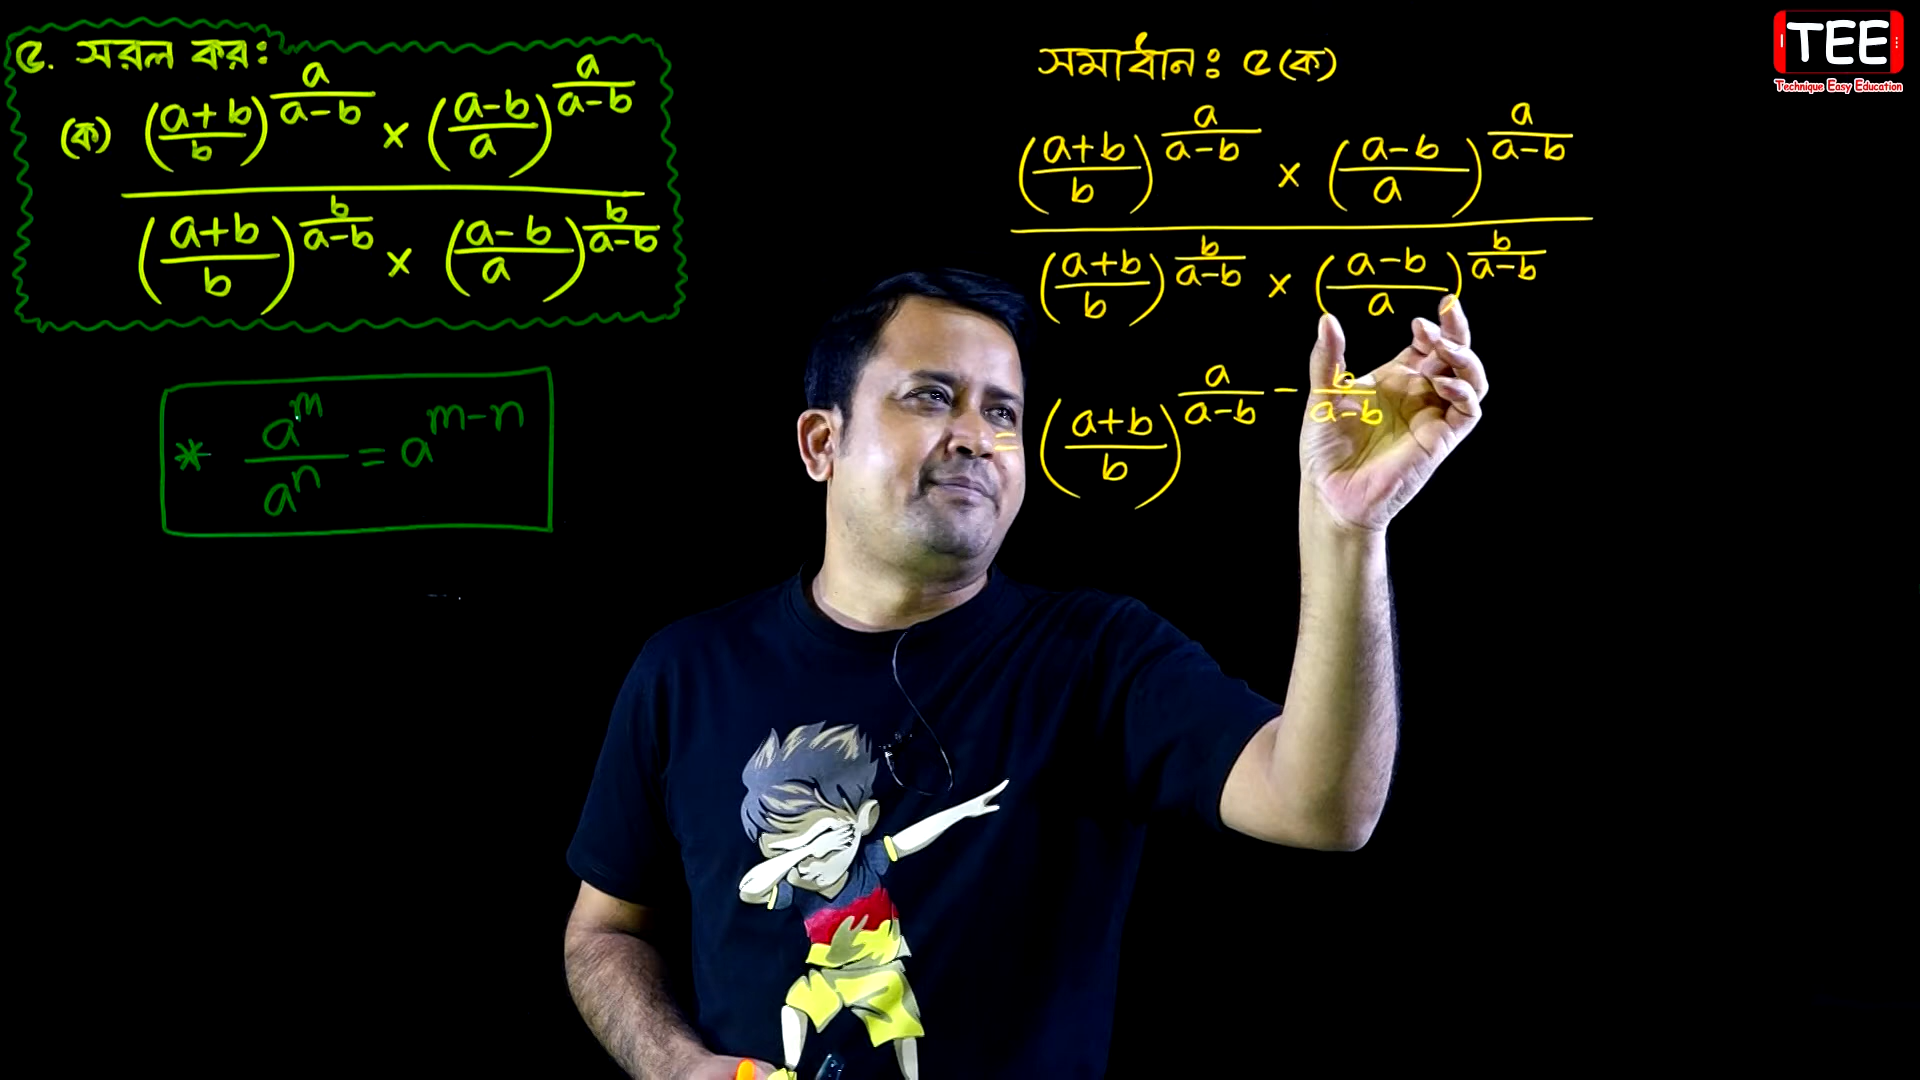 ৫. সরল কর:
(ক) ((a+b)/b)^(a/(a-b)) × ((a-b)/a)^(a/(a-b))
((a+b)/b)^(b/(a-b)) × ((a-b)/a)^(b/(a-b))
* a^m/a^n = a^(m-n)
সমাধান: ৫(ক)
((a+b)/b)^(a/(a-b)) × ((a-b)/a)^(a/(a-b))
((a+b)/b)^(b/(a-b)) × ((a-b)/a)^(b/(a-b))
= ((a+b)/b)^(a/(a-b) - b/(a-b))
TEE
Technique Easy Education